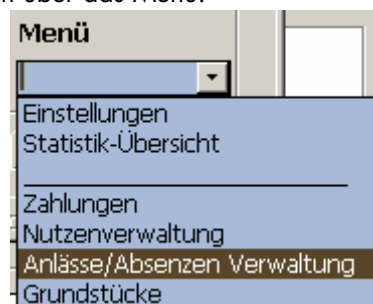 über das Menü.
Menü
Einstellungen
Statistik-Übersicht
Zahlungen
Nutzenverwaltung
Anlässe/Absenzen Verwaltung
Grundstücke